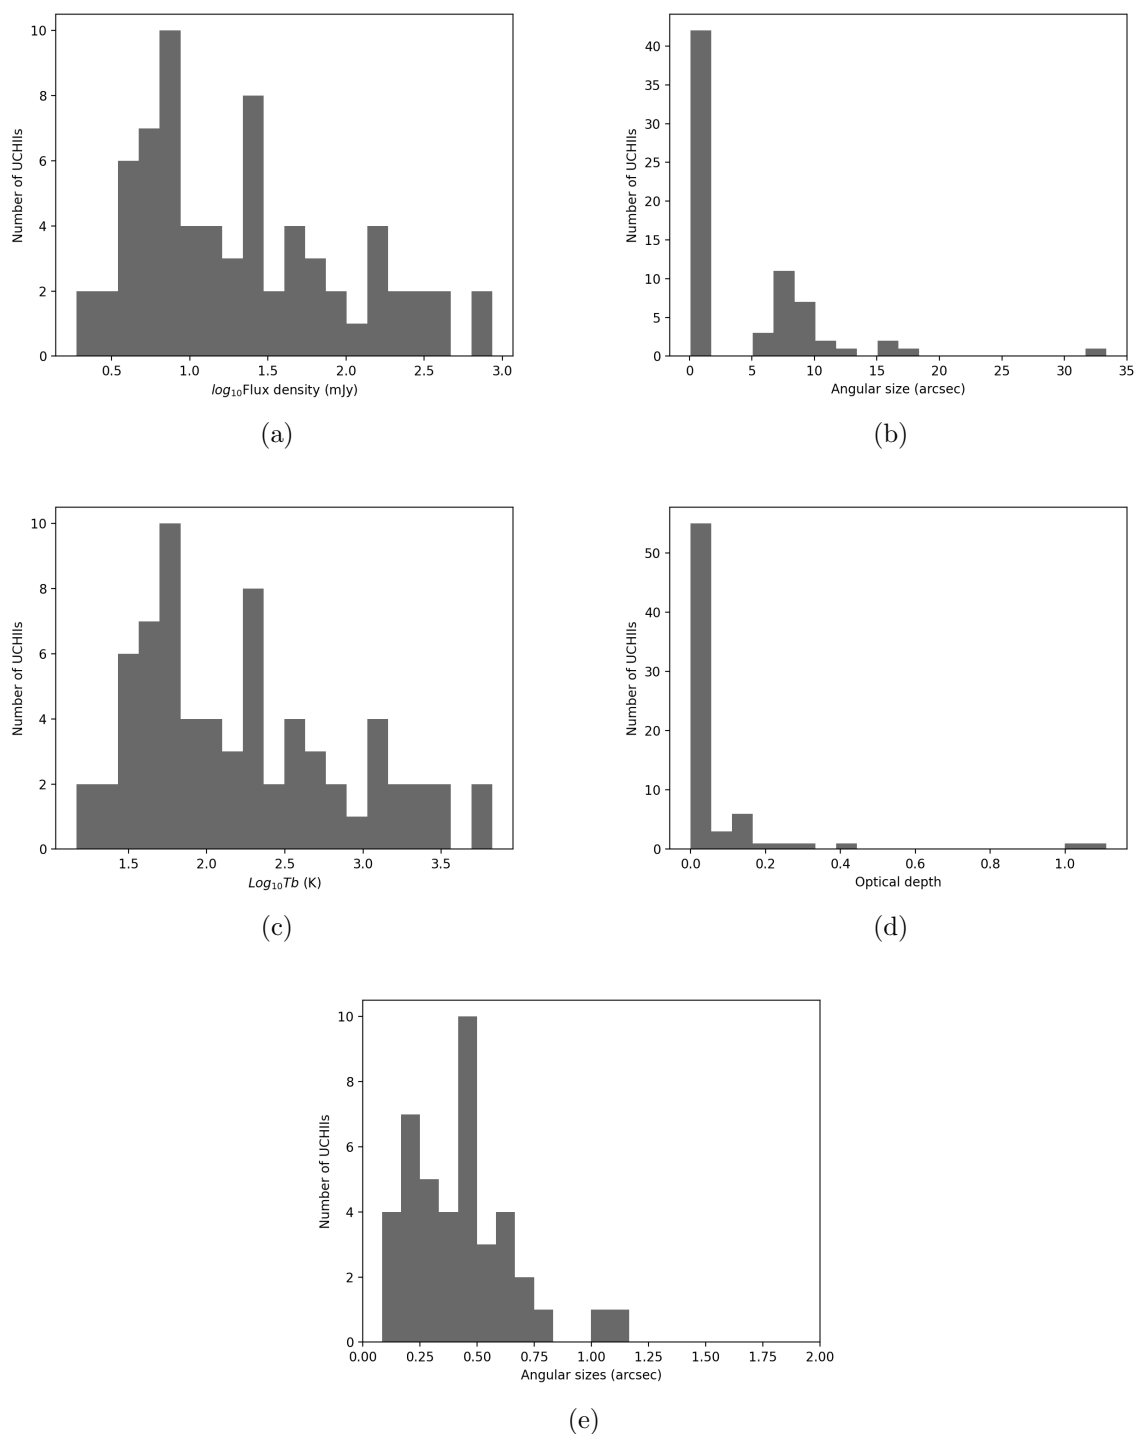 10
8
6
4
2
0
Number of UCHIIs
0.5 1.0 1.5 2.0 2.5 3.0
log10Flux density (mJy)
(a)
40
35
30
25
20
15
10
5
0
Number of UCHIIs
0 5 10 15 20 25 30 35
Angular size (arcsec)
(b)
10
8
6
4
2
0
Number of UCHIIs
1.5 2.0 2.5 3.0 3.5
Log10Tb (K)
(c)
50
40
30
20
10
0
Number of UCHIIs
0.0 0.2 0.4 0.6 0.8 1.0
Optical depth
(d)
10
8
6
4
2
0
Number of UCHIIs
0.00 0.25 0.50 0.75 1.00 1.25 1.50 1.75 2.00
Angular sizes (arcsec)
(e)